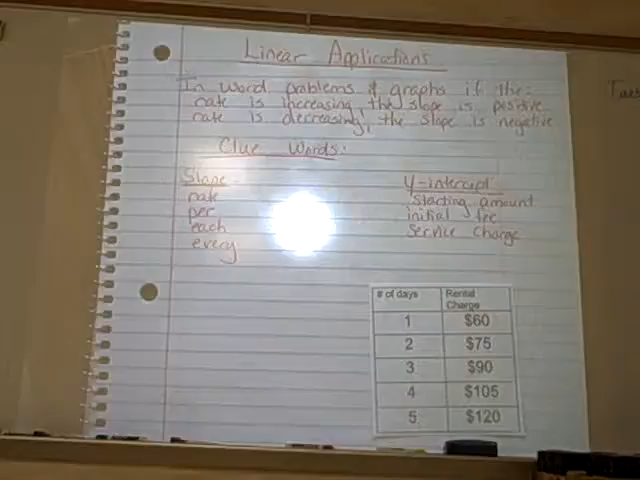 Linear Applications
In word problems & graphs if the:
rate is increasing, the slope is positive
rate is decreasing, the slope is negative
Clue Words:
Slope
rate
per
each
every
Y-intercept
starting amount
initial fee
service charge
# of days Rental Charge
1 $60
2 $75
3 $90
4 $105
5 $120